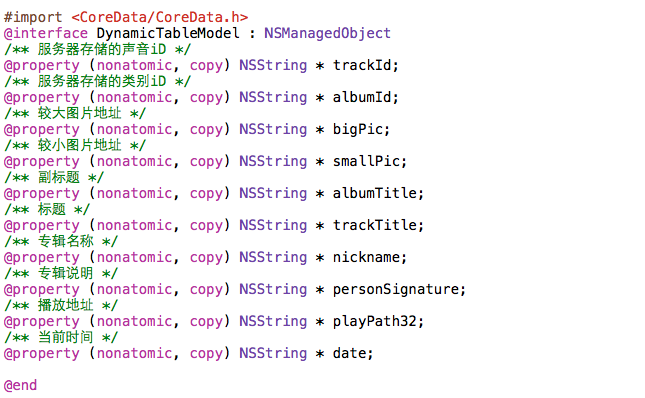 #import <CoreData/CoreData.h>
@interface DynamicTableModel : NSManagedObject
/** 服务器存储的声音iD */
@property (nonatomic, copy) NSString * trackId;
/** 服务器存储的类别iD */
@property (nonatomic, copy) NSString * albumId;
/** 较大图片地址 */
@property (nonatomic, copy) NSString * bigPic;
/** 较小图片地址 */
@property (nonatomic, copy) NSString * smallPic;
/** 副标题 */
@property (nonatomic, copy) NSString * albumTitle;
/** 标题 */
@property (nonatomic, copy) NSString * trackTitle;
/** 专辑名称 */
@property (nonatomic, copy) NSString * nickname;
/** 专辑说明 */
@property (nonatomic, copy) NSString * personSignature;
/** 播放地址 */
@property (nonatomic, copy) NSString * playPath32;
/** 当前时间 */
@property (nonatomic, copy) NSString * date;
@end